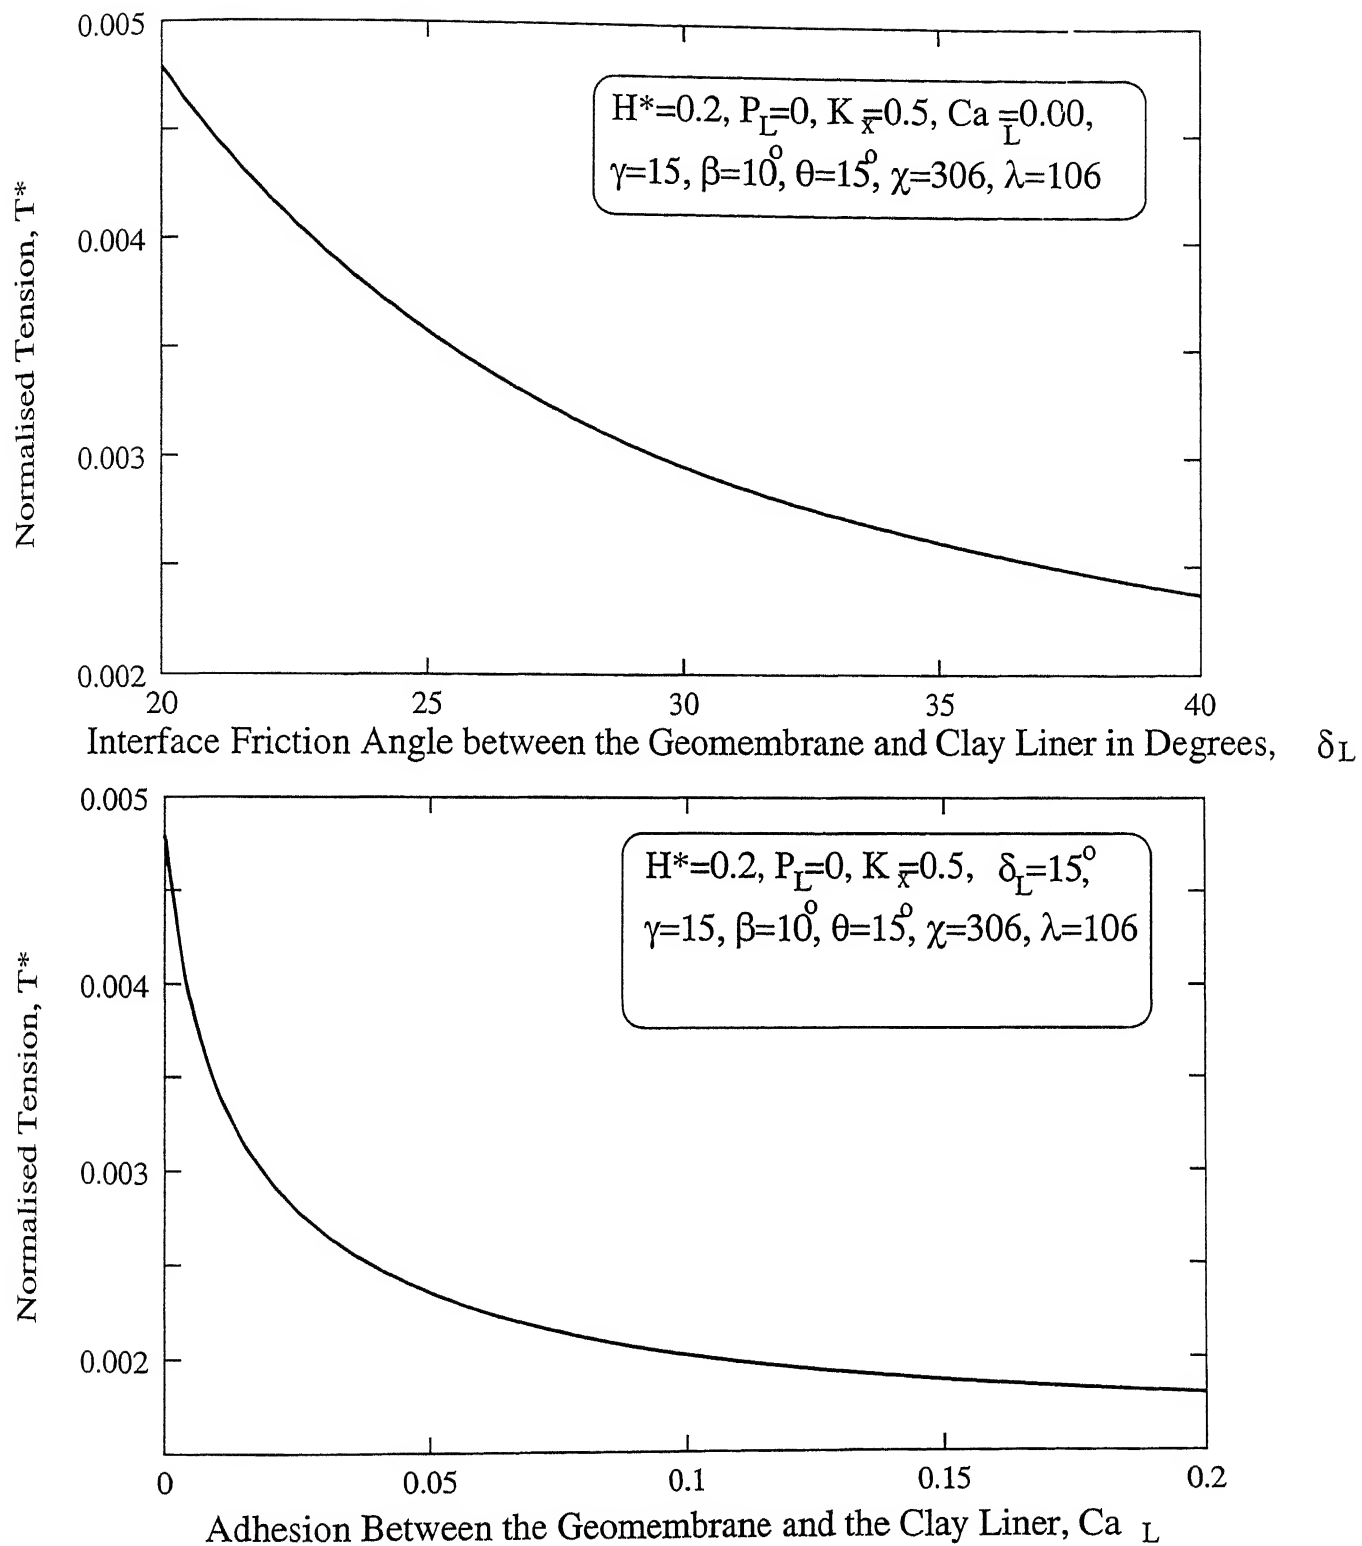 0.005
H*=0.2, P_L=0, K_x=0.5, Ca_L=0.00,
γ=15, β=10°, θ=15°, χ=306, λ=106
0.004
0.003
0.002
Normalised Tension, T*
20 25 30 35 40
Interface Friction Angle between the Geomembrane and Clay Liner in Degrees, δ_L
0.005
H*=0.2, P_L=0, K_x=0.5, δ_L=15°,
γ=15, β=10°, θ=15°, χ=306, λ=106
0.004
0.003
0.002
Normalised Tension, T*
0 0.05 0.1 0.15 0.2
Adhesion Between the Geomembrane and the Clay Liner, Ca_L